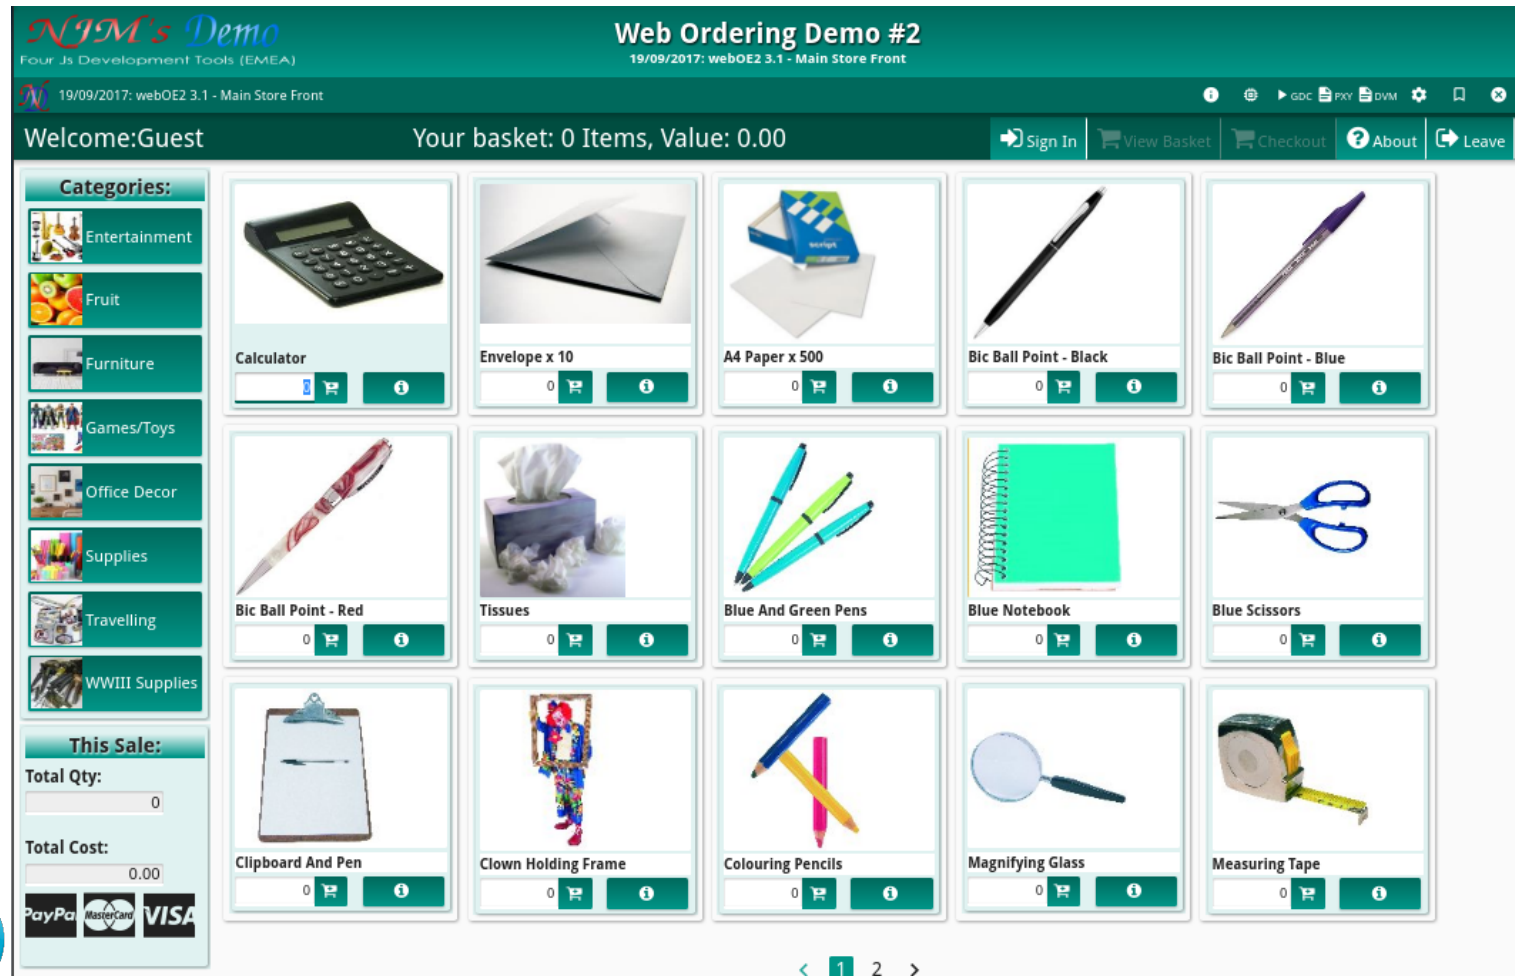 NJM's Demo
Four Js Development Tools (EMEA)
Web Ordering Demo #2
19/09/2017: webOE2 3.1 - Main Store Front
19/09/2017: webOE2 3.1 - Main Store Front
GDC PXY DVM
Welcome:Guest
Your basket: 0 Items, Value: 0.00
Sign In View Basket Checkout About Leave
Categories:
Entertainment
Fruit
Furniture
Games/Toys
Office Decor
Supplies
Travelling
WWIII Supplies
This Sale:
Total Qty:
0
Total Cost:
0.00
PayPa MasterCard VISA
script
Calculator
0
Envelope x 10
0
A4 Paper x 500
0
Bic Ball Point - Black
0
Bic Ball Point - Blue
0
Bic Ball Point - Red
0
Tissues
0
Blue And Green Pens
0
Blue Notebook
0
Blue Scissors
0
Clipboard And Pen
0
Clown Holding Frame
0
Colouring Pencils
0
Magnifying Glass
0
Measuring Tape
0
< 1 2 >